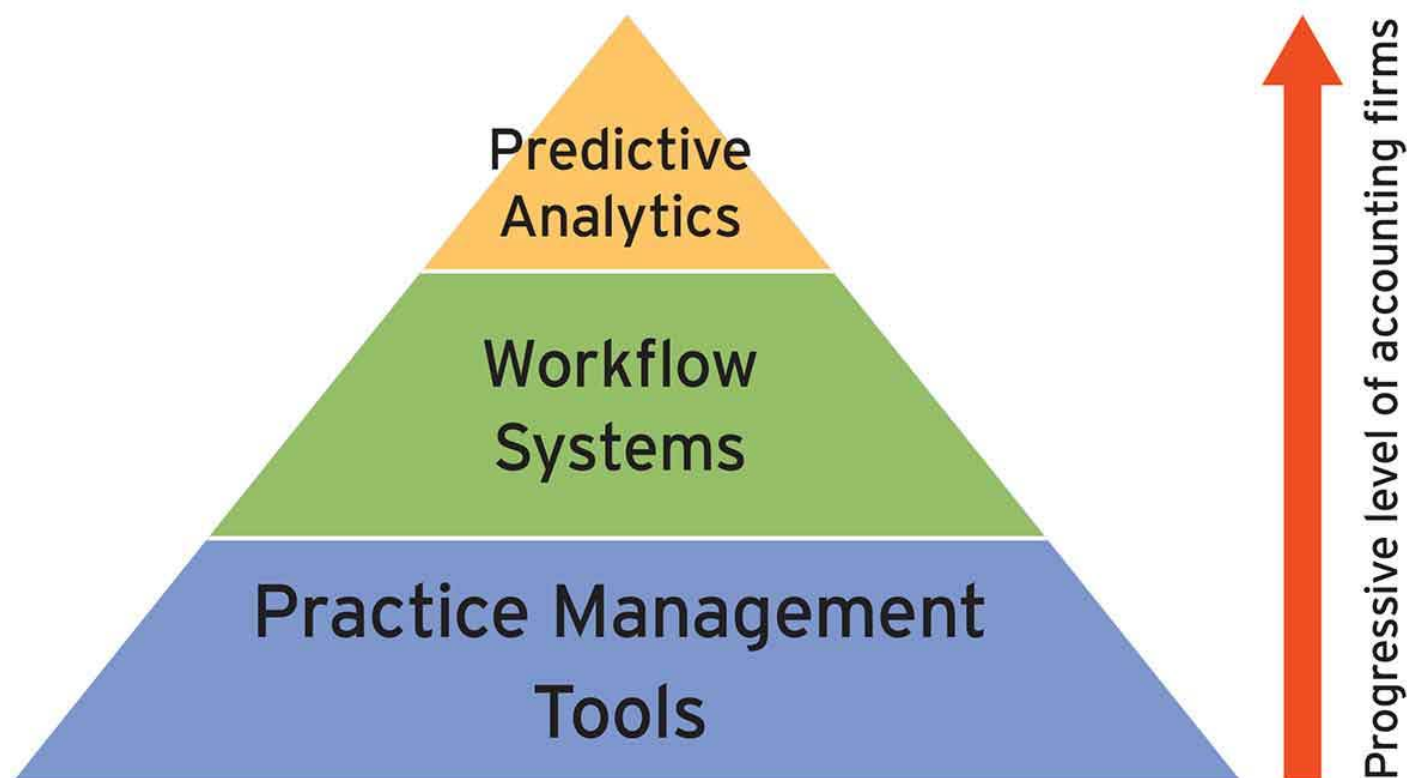 Predictive
Analytics
Workflow
Systems
Practice Management
Tools
Progressive level of accounting firms